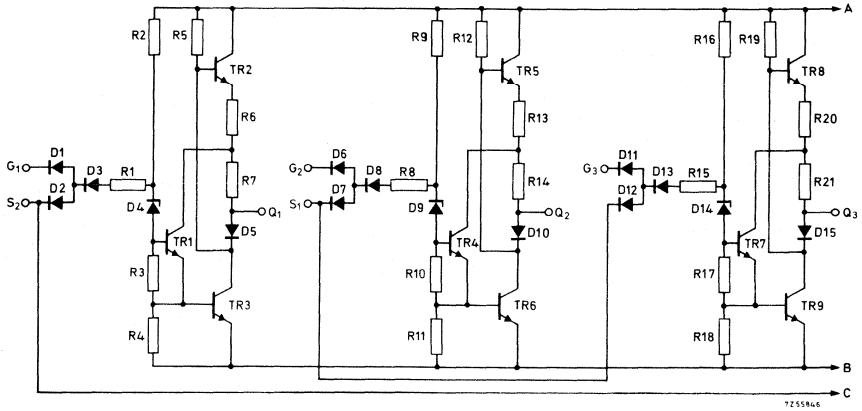 A
R2
R5
TR2
R6
R9
R12
TR5
R13
R16
R19
TR8
R20
G1
D1
D3
R1
R7
S2
D2
D4
Q1
TR1
D5
R3
TR3
R4
G2
D6
D8
R8
R14
S1
D7
D9
Q2
TR4
D10
R10
TR6
R11
G3
D11
D13
R15
R21
D12
D14
Q3
TR7
D15
R17
TR9
R18
B
C
7Z55846